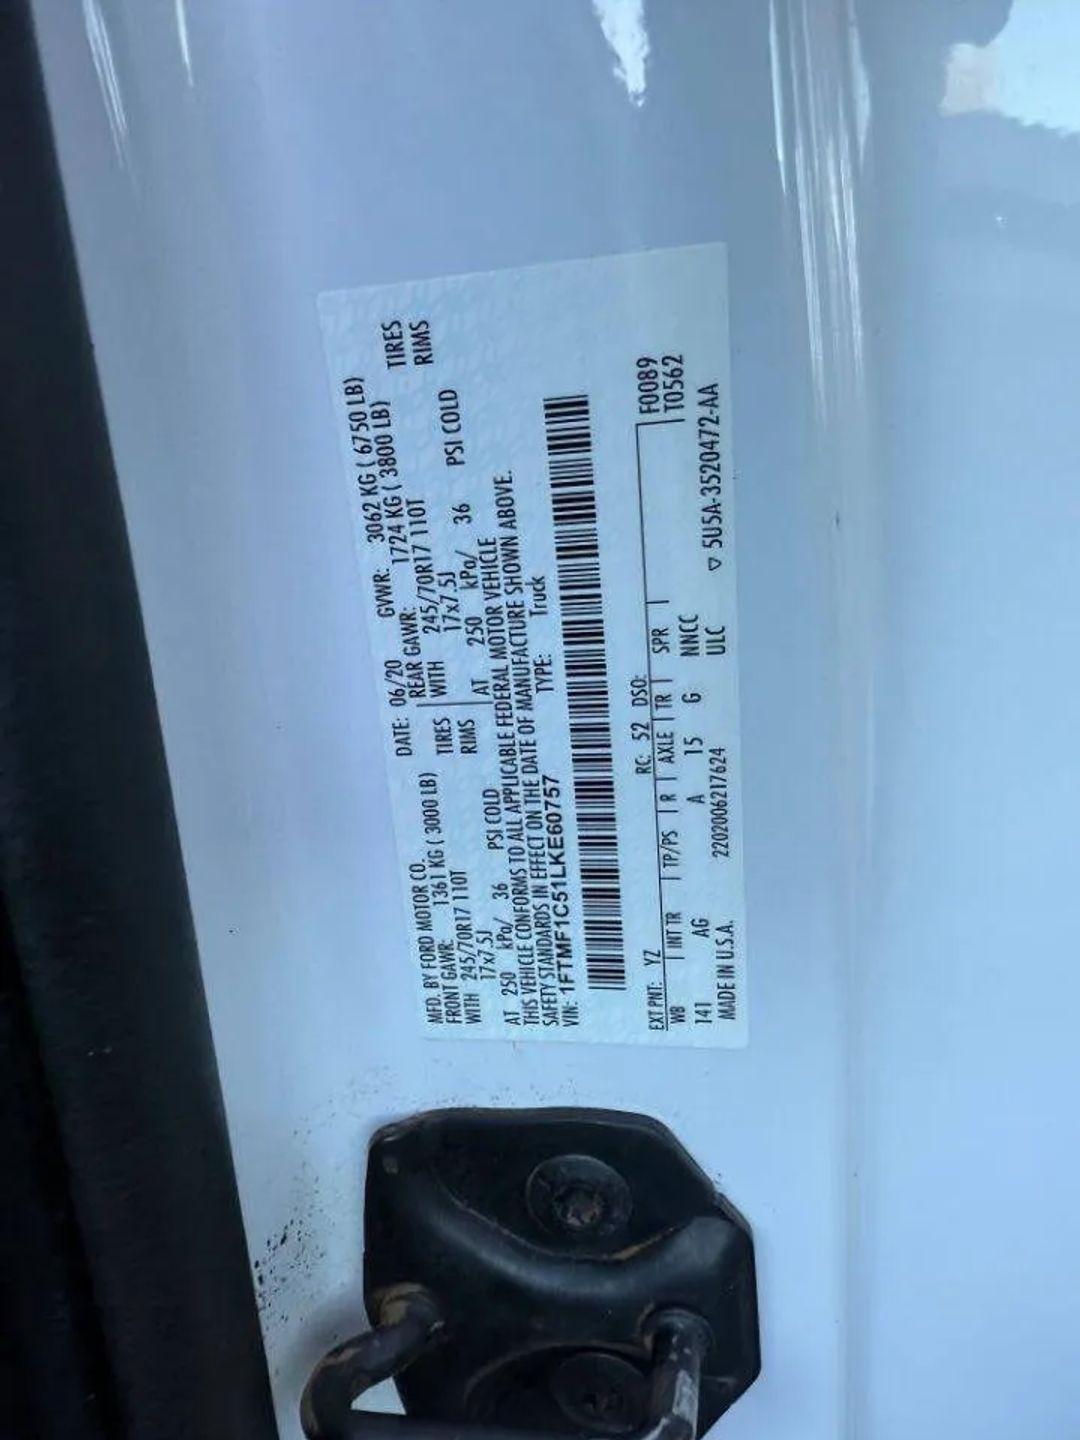 MFD. BY FORD MOTOR CO. DATE: 06/20 GVWR: 3062 KG ( 6750 LB)
FRONT GAWR: 1361 KG ( 3000 LB) REAR GAWR: 1724 KG ( 3800 LB)
WITH 245/70R17 110T TIRES WITH 245/70R17 110T TIRES
17x7.5J RIMS 17x7.5J RIMS
AT 250 kPa/ 36 PSI COLD AT 250 kPa/ 36 PSI COLD
THIS VEHICLE CONFORMS TO ALL APPLICABLE FEDERAL MOTOR VEHICLE
SAFETY STANDARDS IN EFFECT ON THE DATE OF MANUFACTURE SHOWN ABOVE.
VIN: 1FTMF1C51LKE60757 TYPE: Truck
EXT PNT: YZ RC: 52 DSO: F0089
WB INT TR TP/PS R AXLE TR SPR T0562
141 AG A 15 G NNCC
MADE IN U.S.A. 2202006217624 ULC ▽ 5U5A-3520472-AA